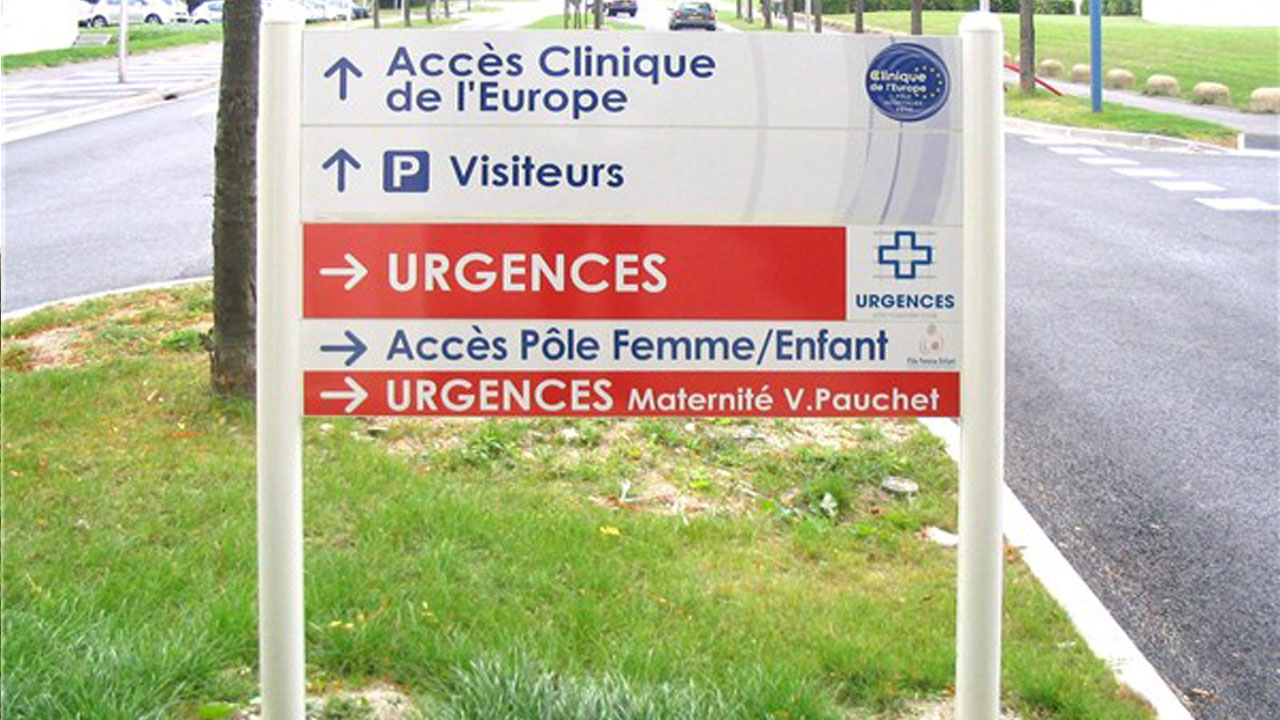 Accès Clinique
de l'Europe
Clinique
de l'Europe
P Visiteurs
URGENCES
URGENCES
Accès Pôle Femme/Enfant
Pôle Femme Enfant
URGENCES Maternité V.Pauchet